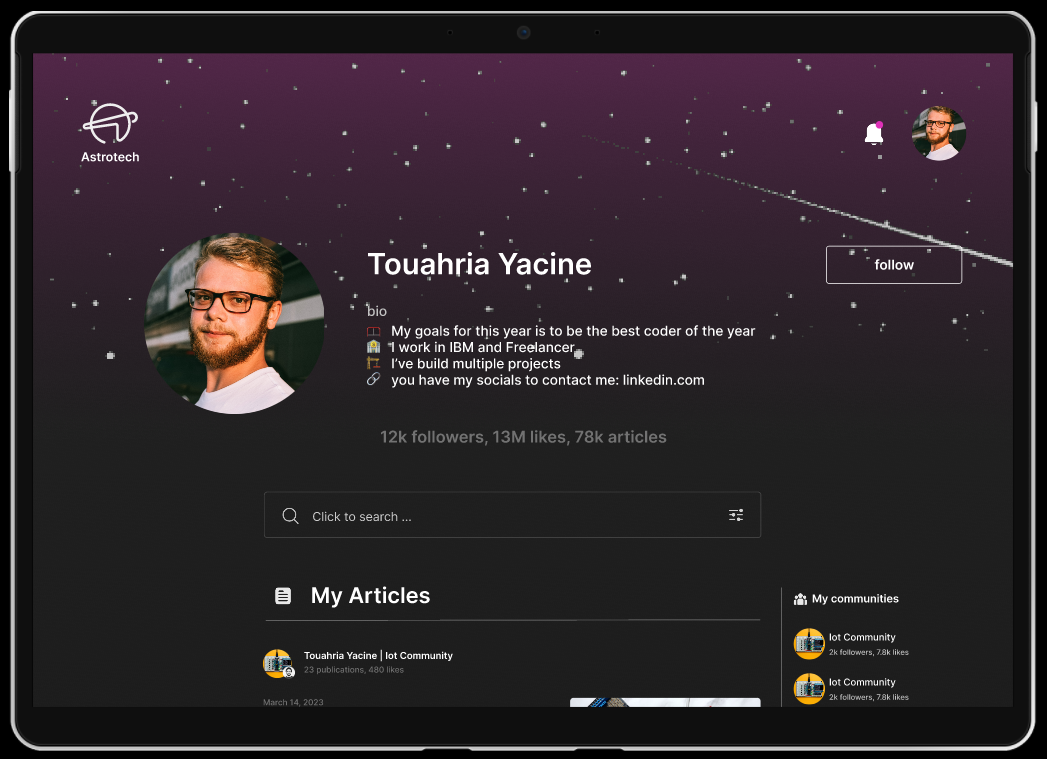 Astrotech
Touahria Yacine
follow
bio
My goals for this year is to be the best coder of the year
I work in IBM and Freelancer
I've build multiple projects
you have my socials to contact me: linkedin.com
12k followers, 13M likes, 78k articles
Click to search ...
My Articles
My communities
Touahria Yacine | Iot Community
23 publications, 480 likes
Iot Community
2k followers, 7.8k likes
Iot Community
2k followers, 7.8k likes
March 14, 2023